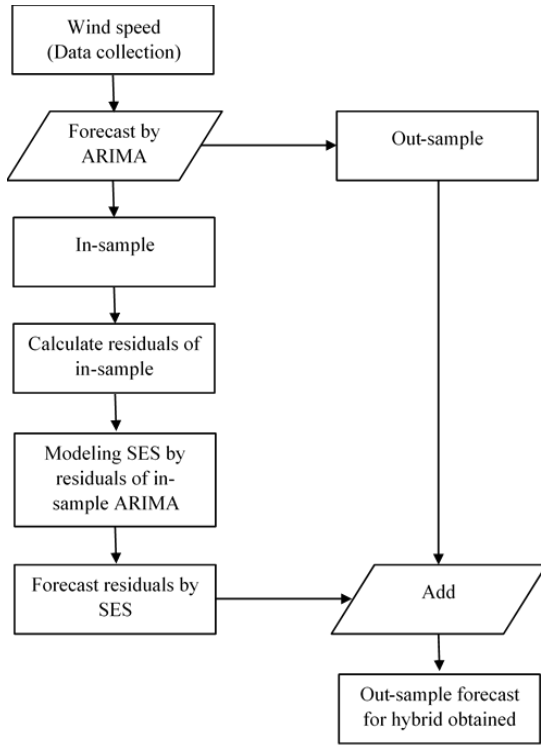 Wind speed
(Data collection)
Forecast by
ARIMA
Out-sample
In-sample
Calculate residuals of
in-sample
Modeling SES by
residuals of in-
sample ARIMA
Forecast residuals by
SES
Add
Out-sample forecast
for hybrid obtained